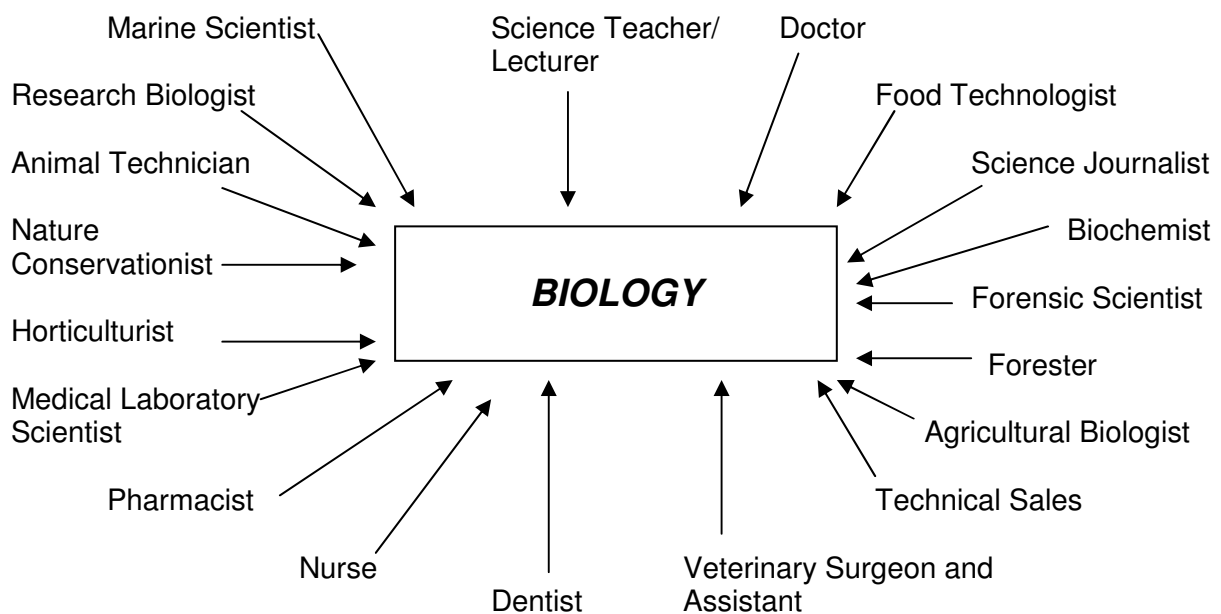 Marine Scientist
Science Teacher/
Lecturer
Doctor
Research Biologist
Food Technologist
Animal Technician
Science Journalist
Nature
Conservationist
Biochemist
BIOLOGY
Forensic Scientist
Horticulturist
Forester
Medical Laboratory
Scientist
Agricultural Biologist
Pharmacist
Technical Sales
Nurse
Dentist
Veterinary Surgeon and
Assistant